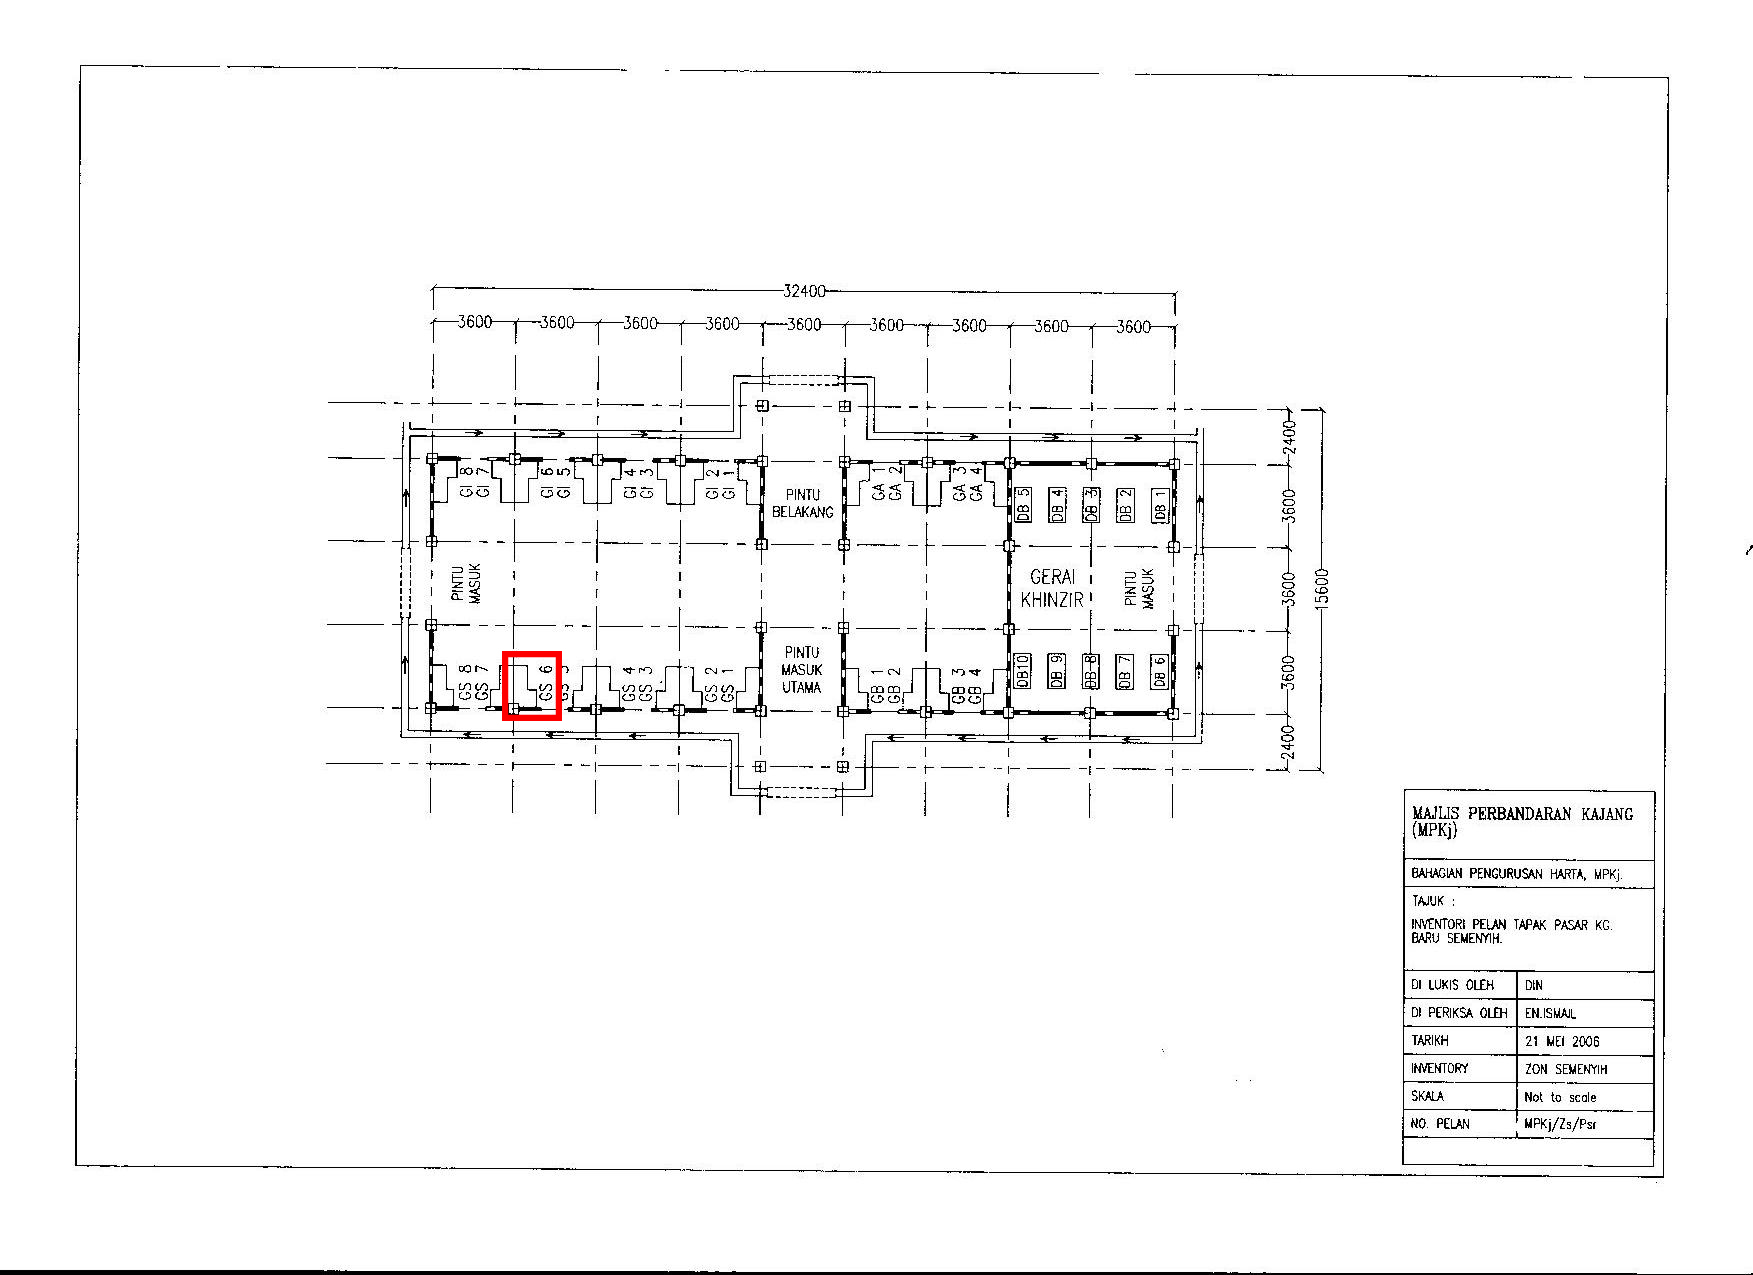 32400
3600 3600 3600 3600 3600 3600 3600 3600 3600
2400
3600
3600
3600
2400
15600
GI 8
GI 7
GI 6
GI 5
GI 4
GI 3
GI 2
GI 1
PINTU
BELAKANG
GA 1
GA 2
GA 3
GA 4
DB 5
DB 4
DB 3
DB 2
DB 1
PINTU
MASUK
GERAI
KHINZIR
PINTU
MASUK
GS 8
GS 7
GS 6
GS 5
GS 4
GS 3
GS 2
GS 1
PINTU
MASUK
UTAMA
GB 1
GB 2
GB 3
GB 4
DB10
DB 9
DB 8
DB 7
DB 6
MAJLIS PERBANDARAN KAJANG
(MPKj)
BAHAGIAN PENGURUSAN HARTA, MPKj.
TAJUK :
INVENTORI PELAN TAPAK PASAR KG.
BARU SEMENYIH.
DI LUKIS OLEH DIN
DI PERIKSA OLEH EN.ISMAIL
TARIKH 21 MEI 2006
INVENTORY ZON SEMENYIH
SKALA Not to scale
NO. PELAN MPKj/Zs/Psr